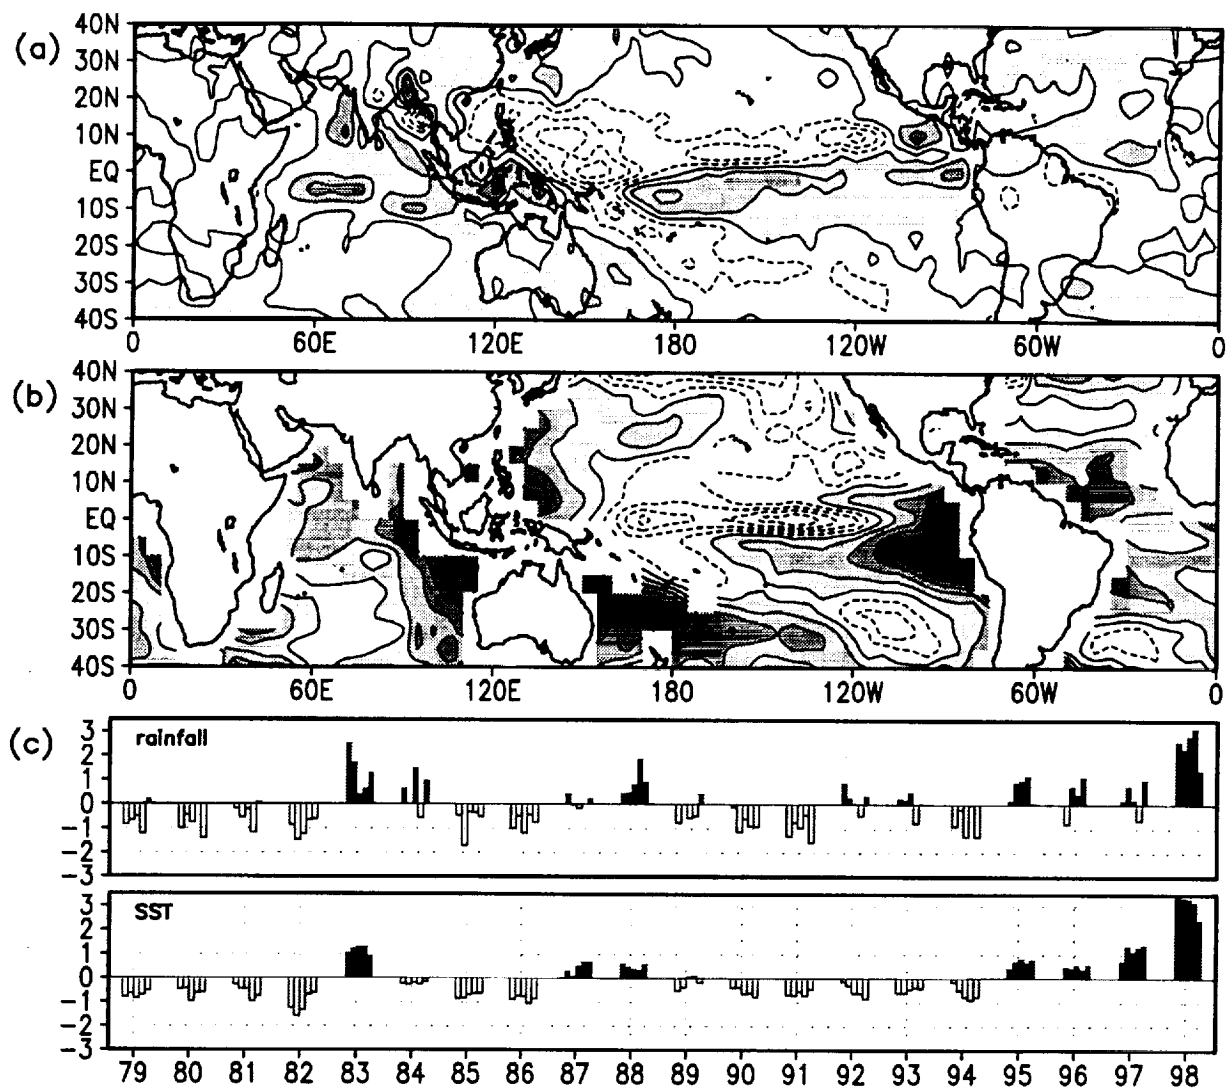 (a)
40N
30N
20N
10N
EQ
10S
20S
30S
40S
0 60E 120E 180 120W 60W 0
(b)
40N
30N
20N
10N
EQ
10S
20S
30S
40S
0 60E 120E 180 120W 60W 0
(c)
rainfall
3
2
1
0
-1
-2
-3
SST
3
2
1
0
-1
-2
-3
79 80 81 82 83 84 85 86 87 88 89 90 91 92 93 94 95 96 97 98